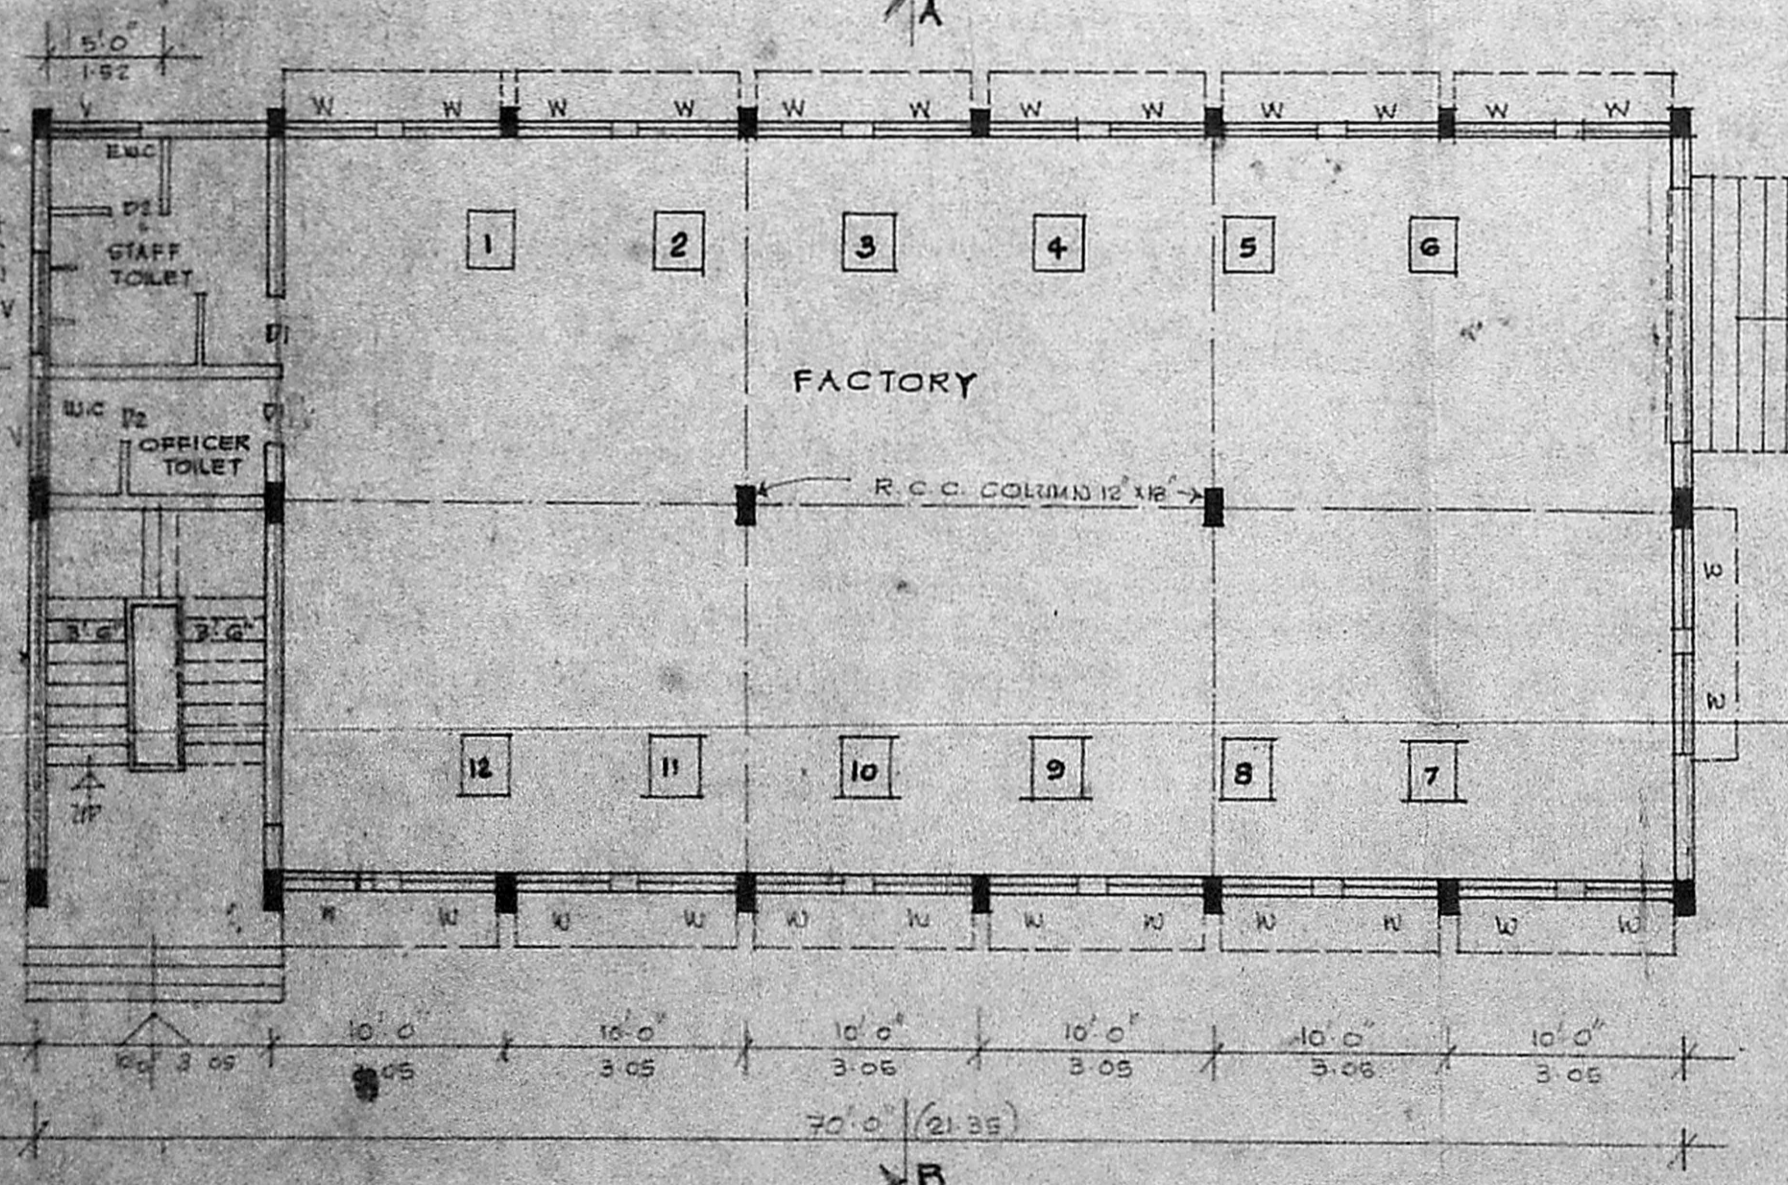 A
5'.0"
1.52
V
W W W W W W W W W W W W
E.W.C
D2
STAFF
TOILET
1 2 3 4 5 6
V
D1
FACTORY
W.C D2
D1
V
OFFICER
TOILET
R.C.C. COLUMN 12"X18"
W
3'.6" 3'.6"
W
12 11 10 9 8 7
UP
W W W W W W W W W W W W
10'.0" 10'.0" 10'.0" 10'.0" 10'.0" 10'.0"
3.05 3.05 3.05 3.05 3.05 3.05 3.05
70'.0" (21.35)
B